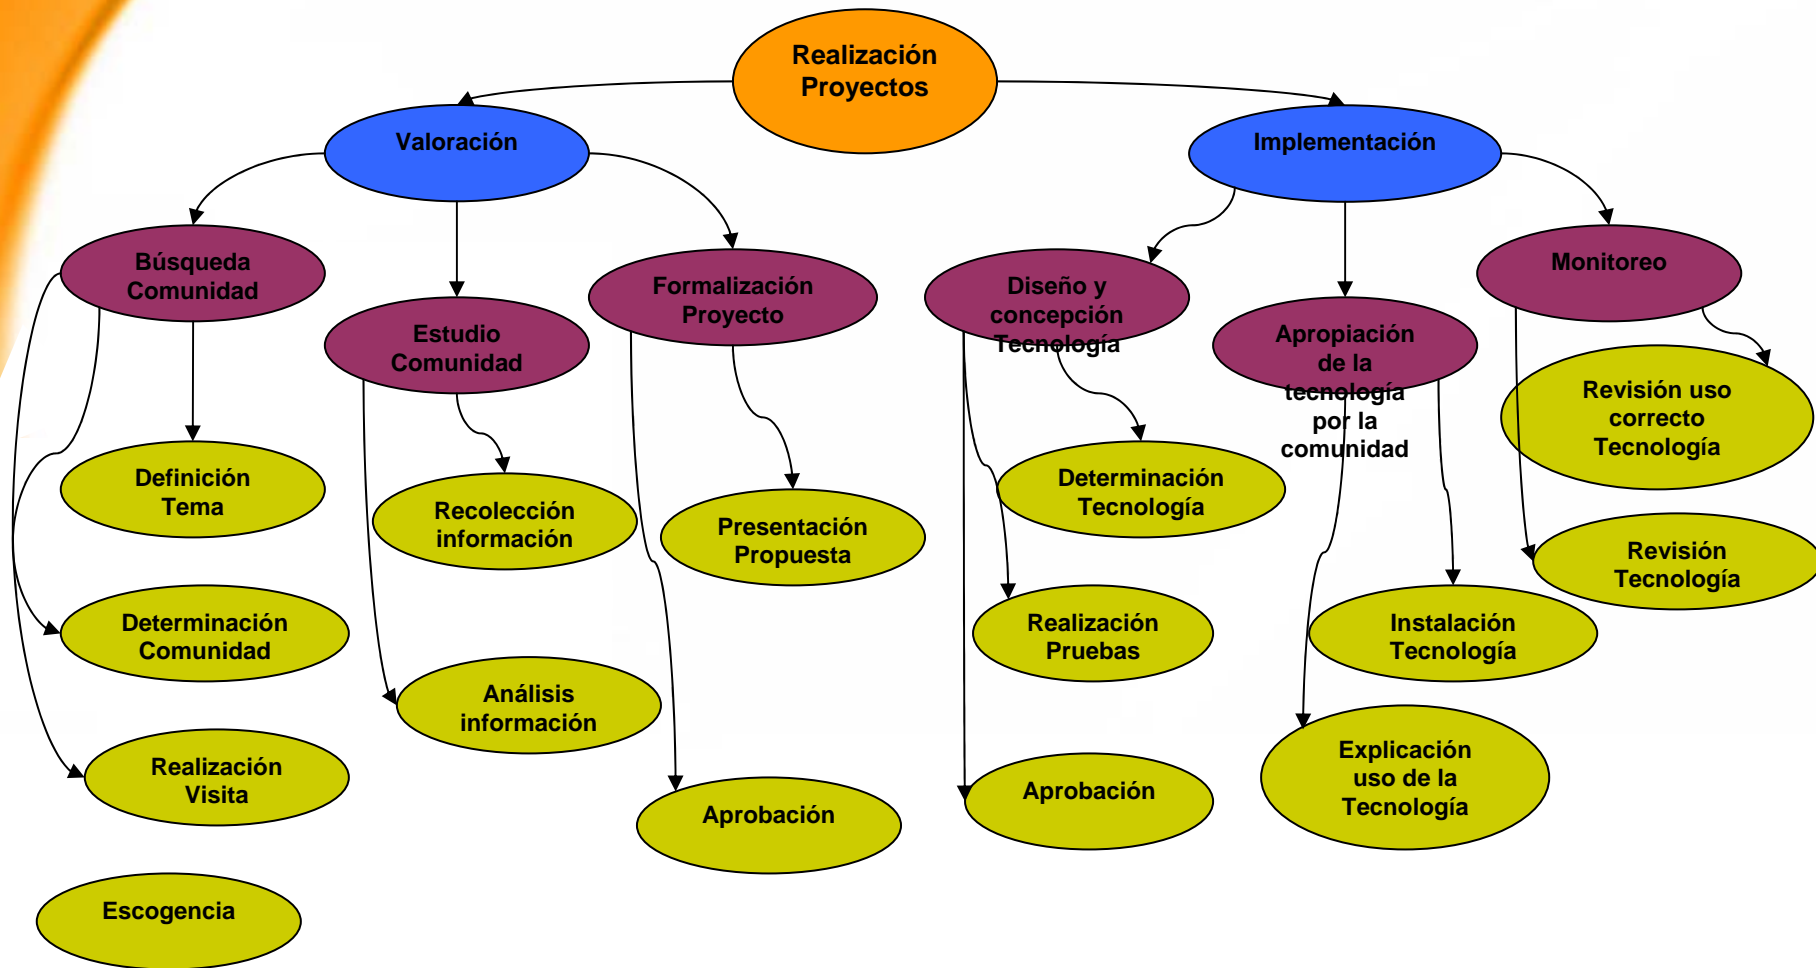 Realización
Proyectos
Valoración
Implementación
Búsqueda
Comunidad
Estudio
Comunidad
Formalización
Proyecto
Diseño y
concepción
Tecnología
Apropiación
de la
tecnología
por la
comunidad
Monitoreo
Definición
Tema
Recolección
información
Presentación
Propuesta
Determinación
Tecnología
Revisión uso
correcto
Tecnología
Revisión
Tecnología
Determinación
Comunidad
Análisis
información
Realización
Pruebas
Instalación
Tecnología
Realización
Visita
Aprobación
Aprobación
Explicación
uso de la
Tecnología
Escogencia